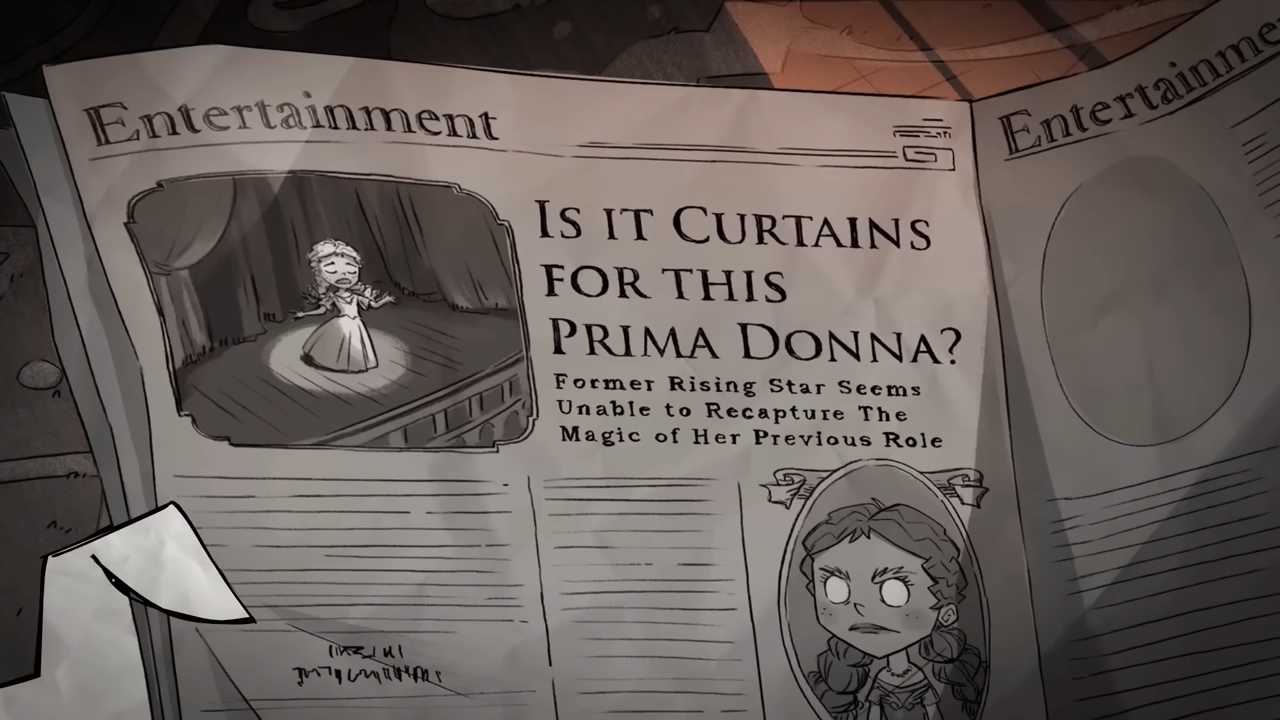 Entertainment
IS IT CURTAINS
FOR THIS
PRIMA DONNA?
Former Rising Star Seems
Unable to Recapture The
Magic of Her Previous Role
Entertainme